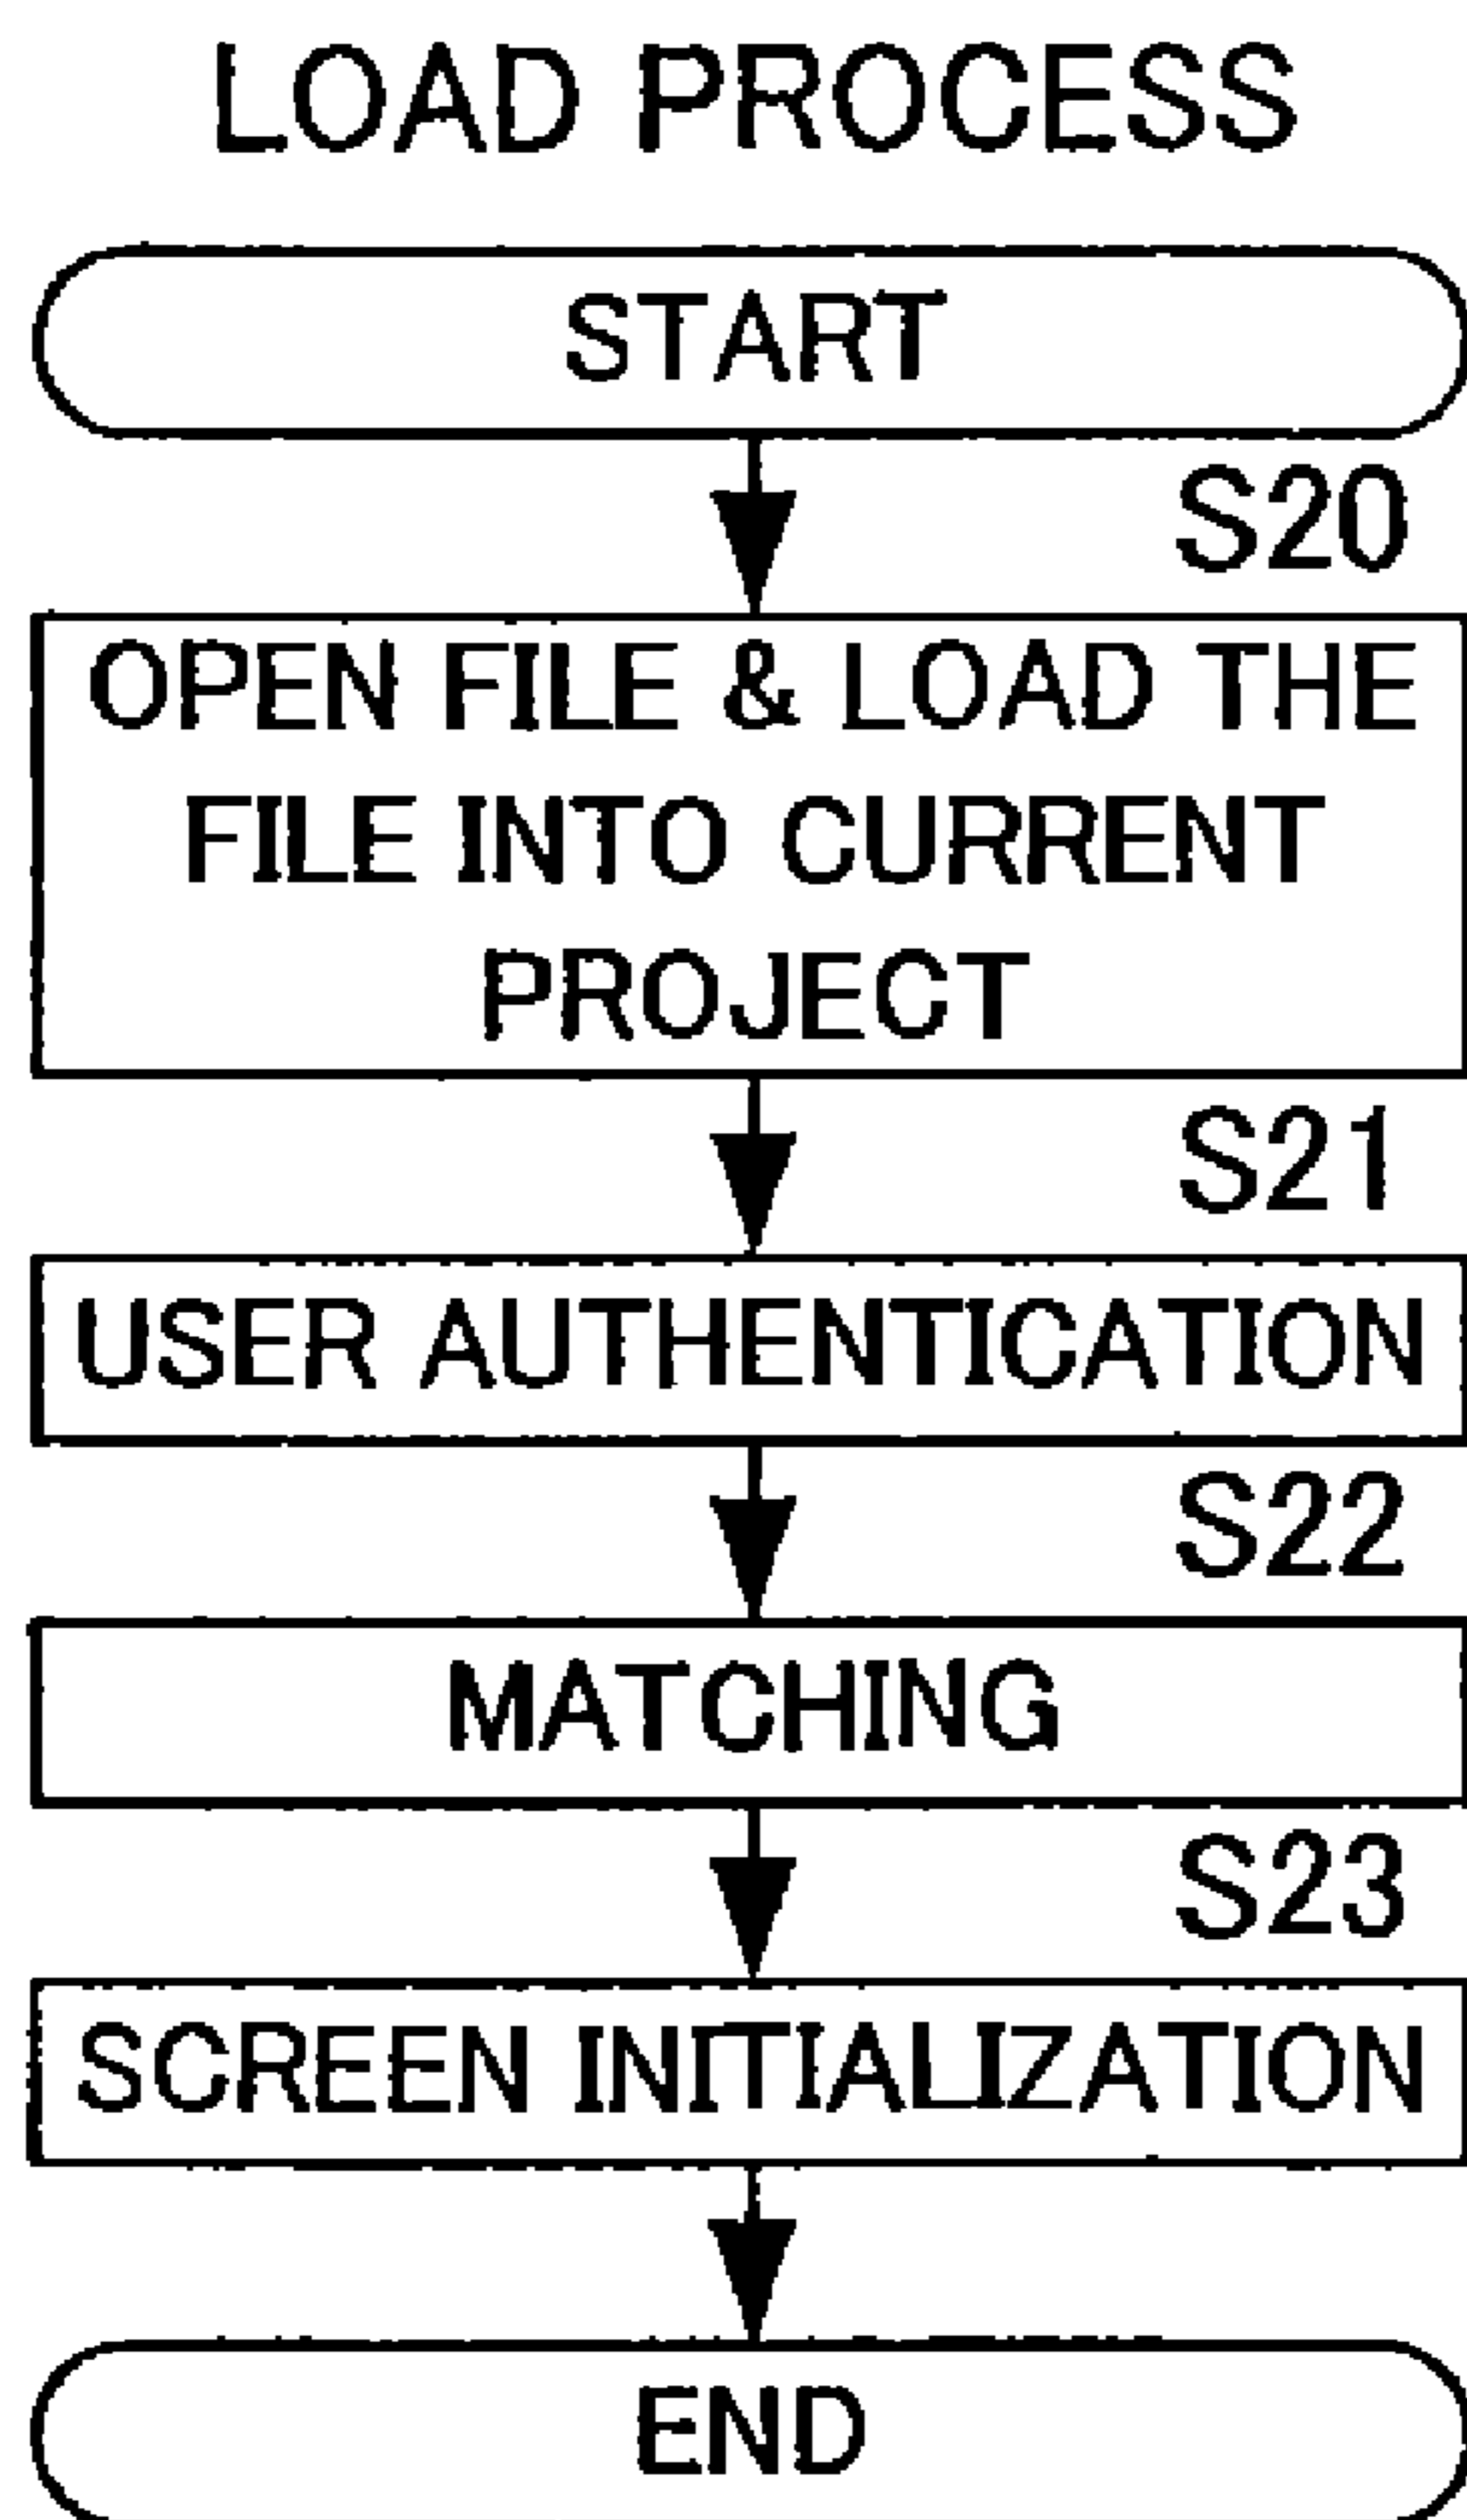 LOAD PROCESS
START
S20
OPEN FILE & LOAD THE
FILE INTO CURRENT
PROJECT
S21
USER AUTHENTICATION
S22
MATCHING
S23
SCREEN INITIALIZATION
END